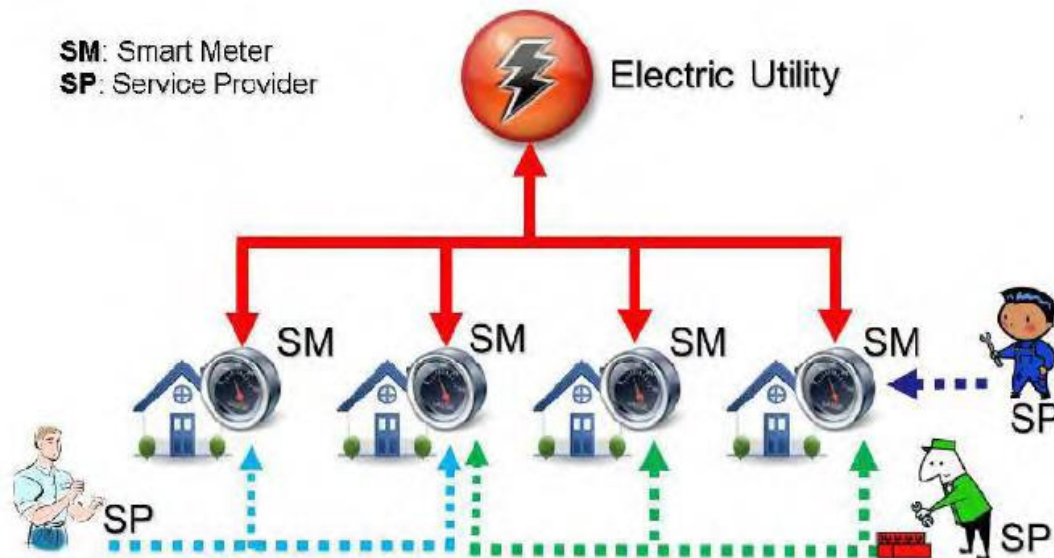 SM: Smart Meter
SP: Service Provider
Electric Utility
SM
SM
SM
SM
SP
SP
SP